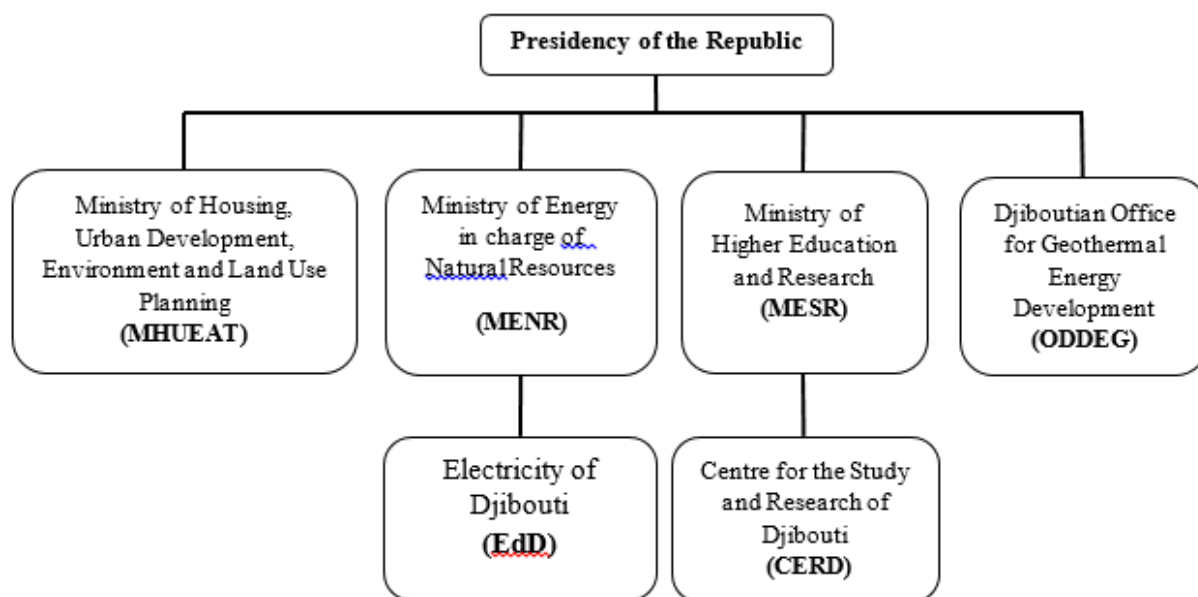 Presidency of the Republic
Ministry of Housing,
Urban Development,
Environment and Land Use
Planning
(MHUEAT)
Ministry of Energy
in charge of
Natural Resources
(MENR)
Ministry of
Higher Education
and Research
(MESR)
Djiboutian Office
for Geothermal
Energy
Development
(ODDEG)
Electricity of
Djibouti
(EdD)
Centre for the Study
and Research of
Djibouti
(CERD)